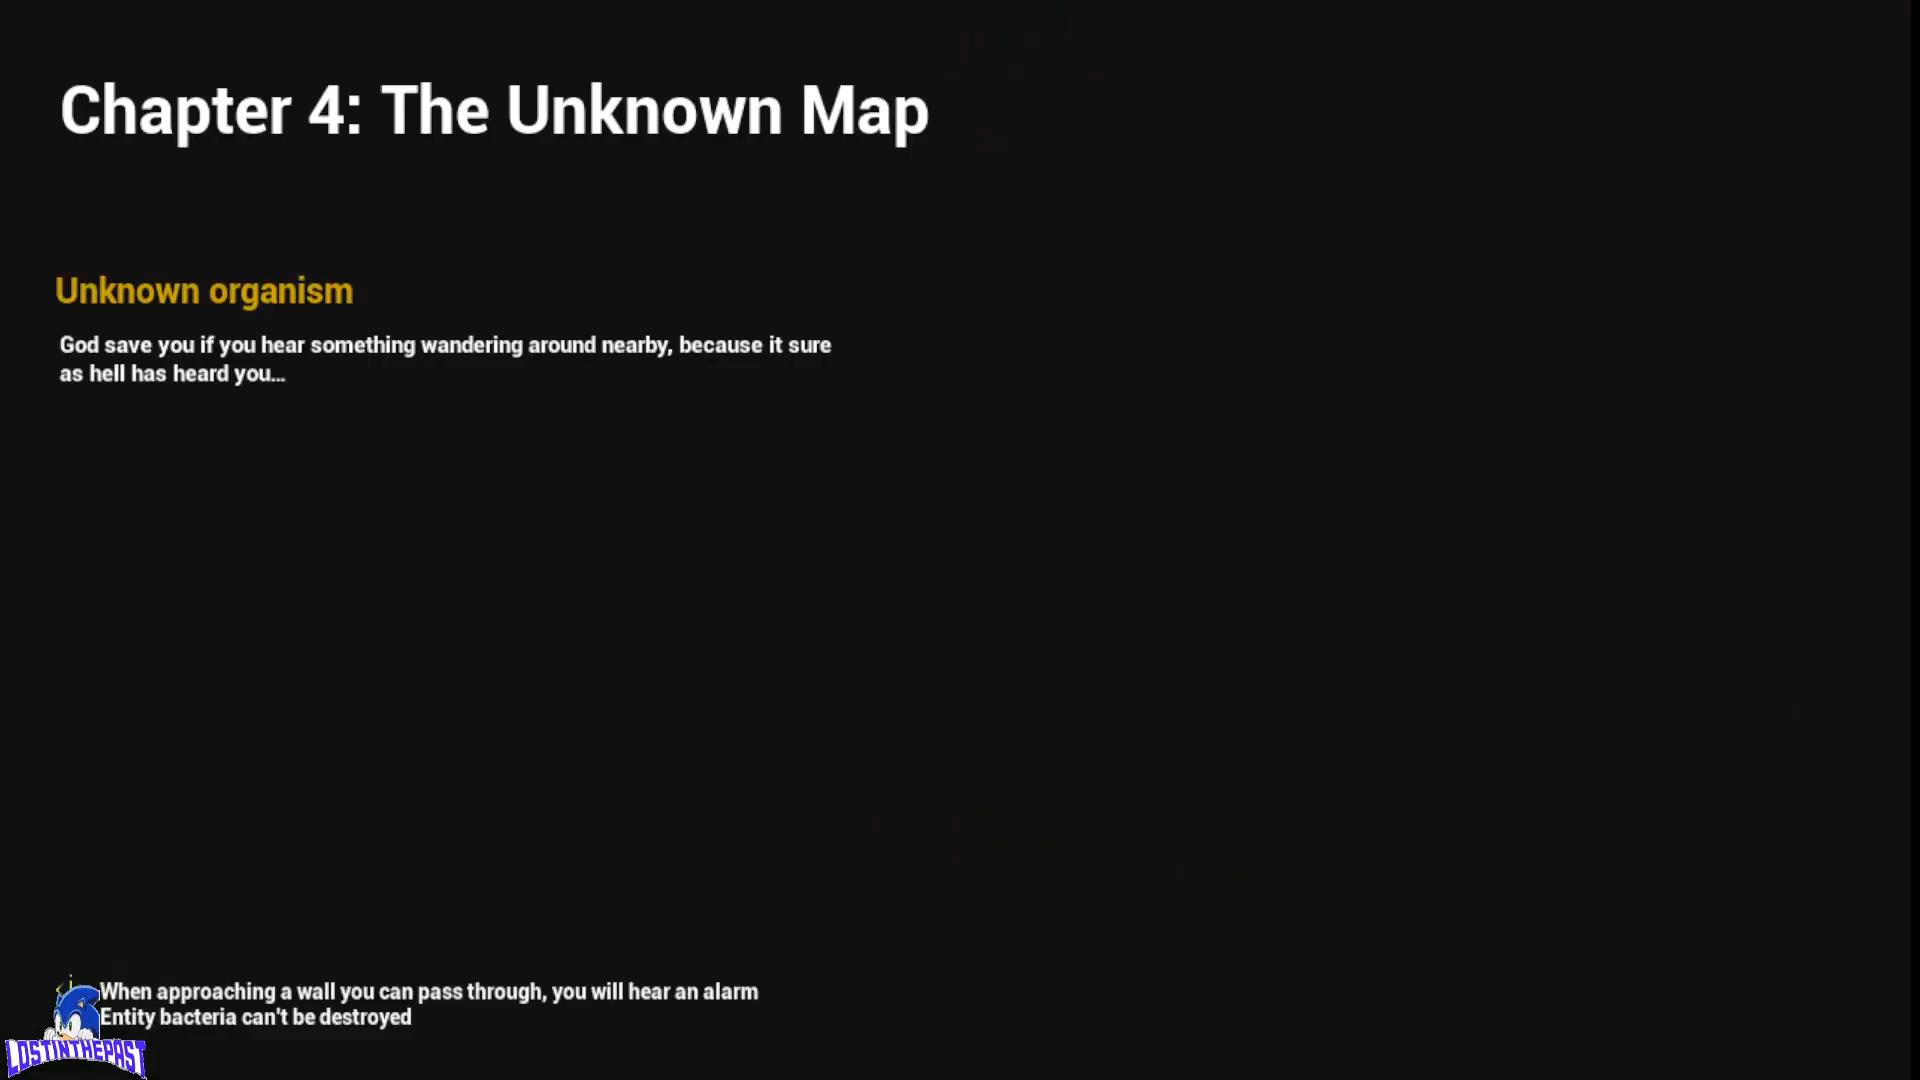 Chapter 4: The Unknown Map
Unknown organism
God save you if you hear something wandering around nearby, because it sure
as hell has heard you...
When approaching a wall you can pass through, you will hear an alarm
Entity bacteria can't be destroyed
LOSTINTHEPAST